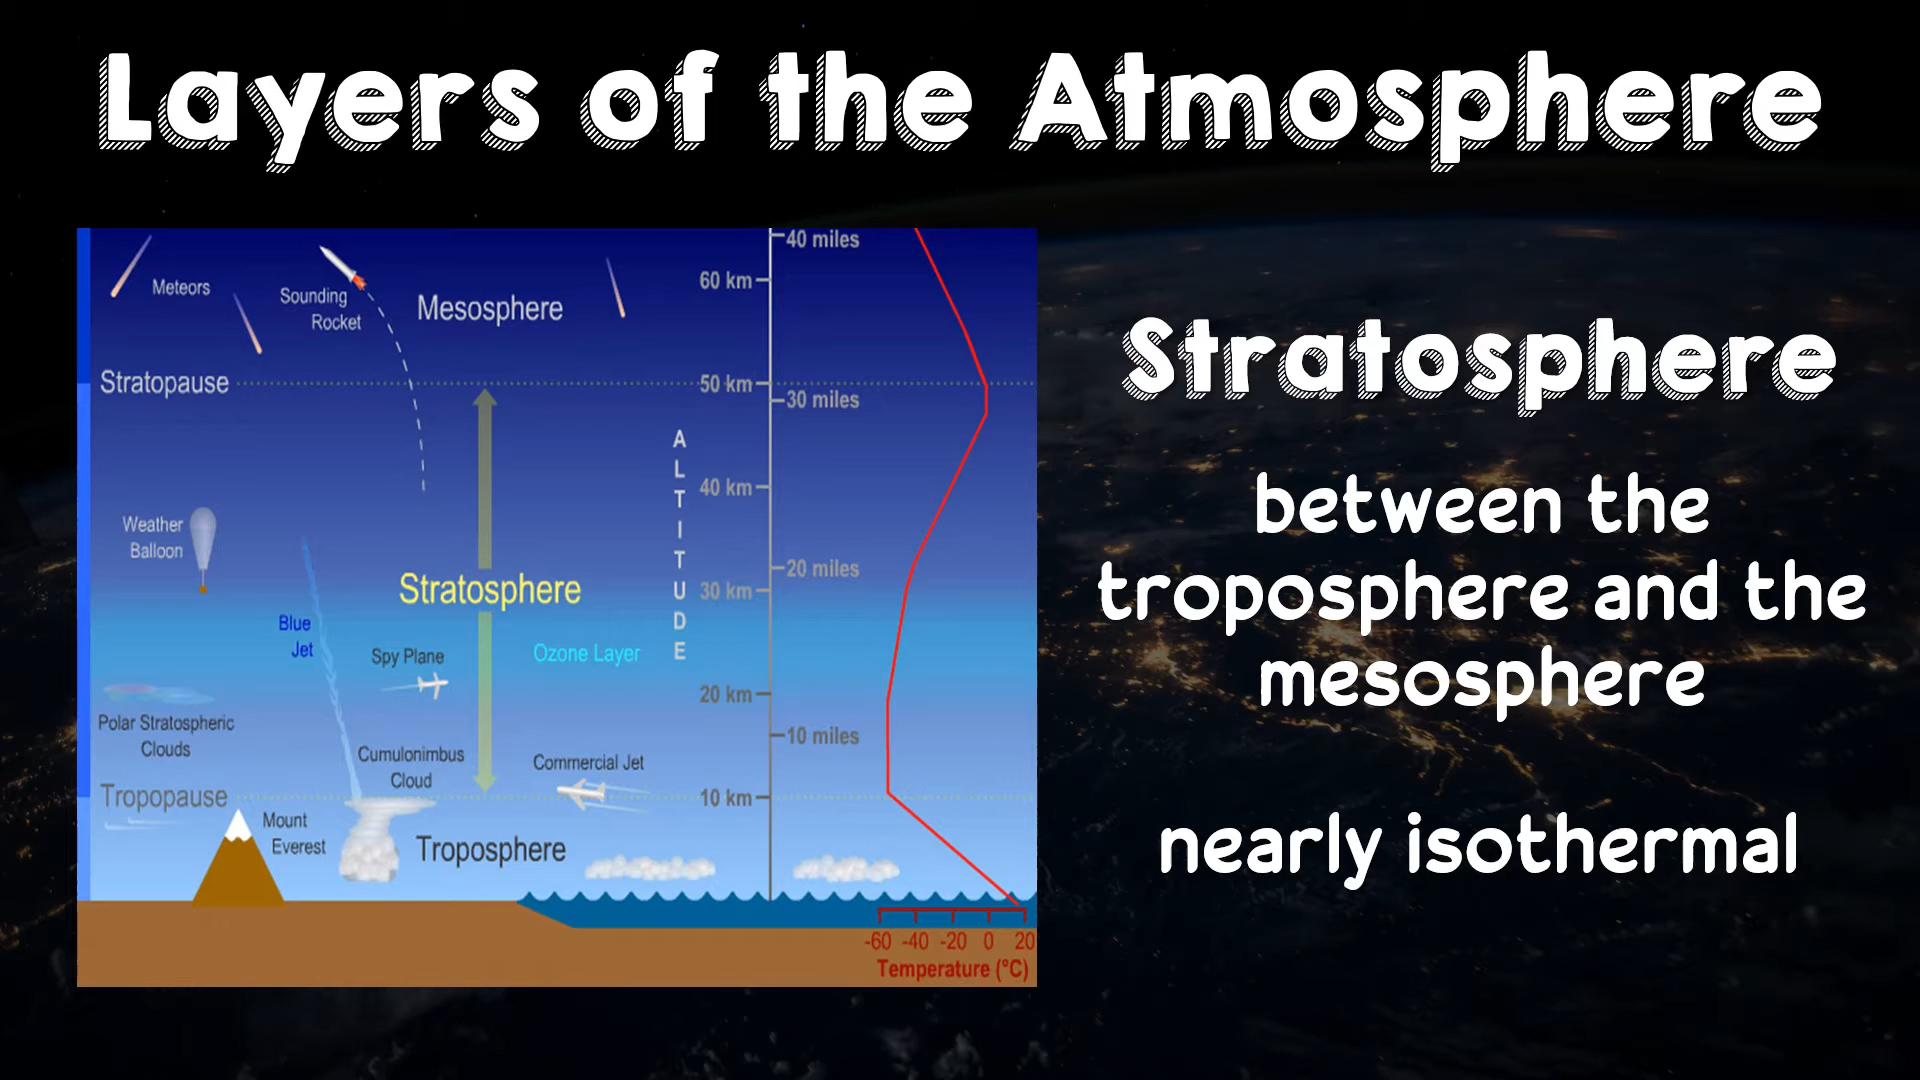 Layers of the Atmosphere
40 miles
Meteors
Sounding
Rocket
Mesosphere
60 km
Stratopause
50 km
30 miles
ALTITUDE
40 km
Weather
Balloon
20 miles
Stratosphere
30 km
Blue
Jet
Spy Plane
Ozone Layer
20 km
Polar Stratospheric
Clouds
10 miles
Cumulonimbus
Cloud
Commercial Jet
Tropopause
10 km
Mount
Everest
Troposphere
-60 -40 -20 0 20
Temperature (°C)
Stratosphere
between the
troposphere and the
mesosphere
nearly isothermal